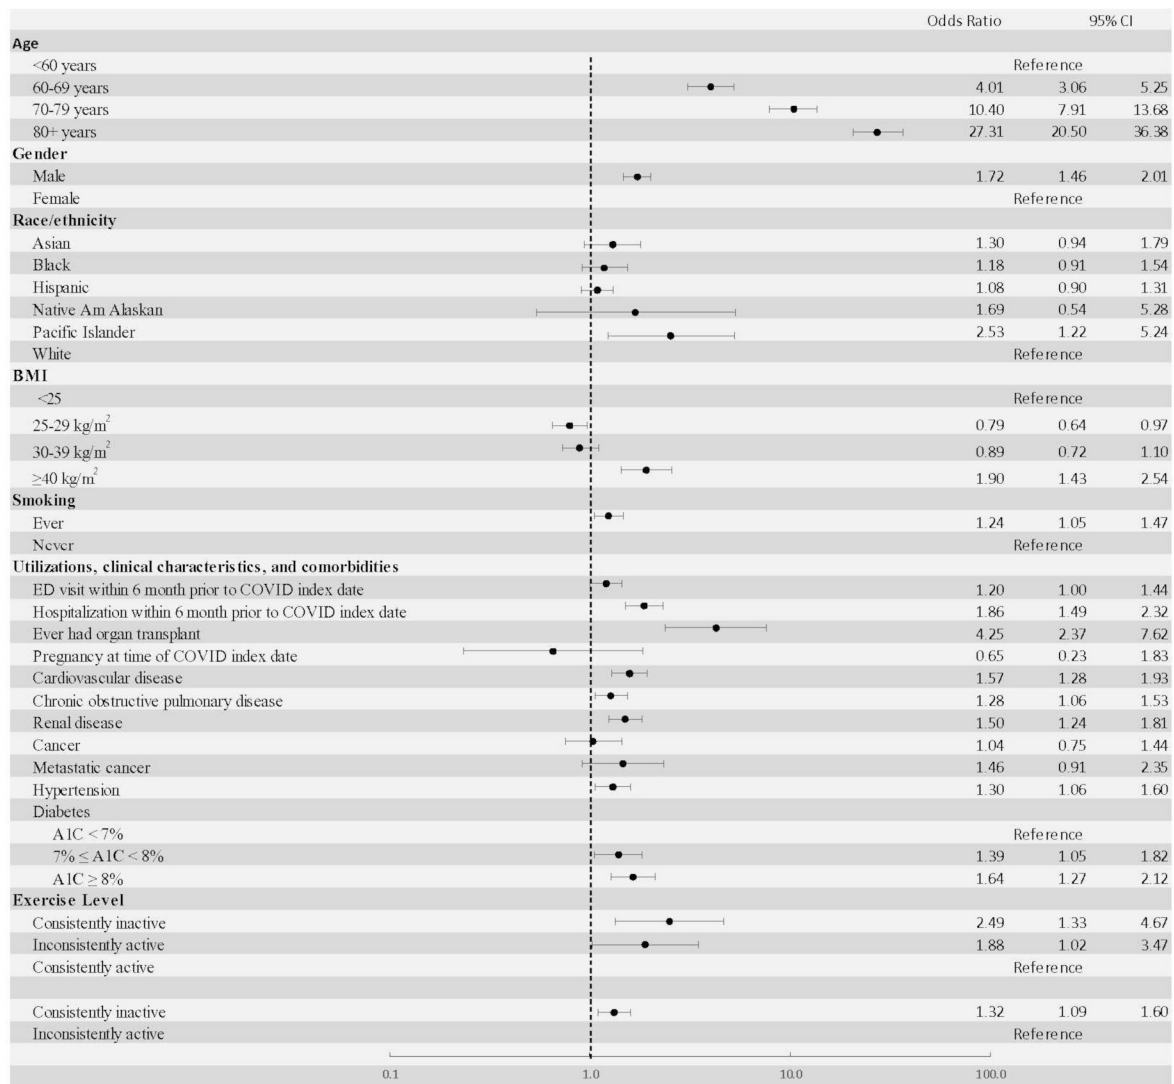 Odds Ratio 95% CI
Age
<60 years Reference
60-69 years 4.01 3.06 5.25
70-79 years 10.40 7.91 13.68
80+ years 27.31 20.50 36.38
Gender
Male 1.72 1.46 2.01
Female Reference
Race/ethnicity
Asian 1.30 0.94 1.79
Black 1.18 0.91 1.54
Hispanic 1.08 0.90 1.31
Native Am Alaskan 1.69 0.54 5.28
Pacific Islander 2.53 1.22 5.24
White Reference
BMI
<25 Reference
25-29 kg/m² 0.79 0.64 0.97
30-39 kg/m² 0.89 0.72 1.10
≥40 kg/m² 1.90 1.43 2.54
Smoking
Ever 1.24 1.05 1.47
Never Reference
Utilizations, clinical characteristics, and comorbidities
ED visit within 6 month prior to COVID index date 1.20 1.00 1.44
Hospitalization within 6 month prior to COVID index date 1.86 1.49 2.32
Ever had organ transplant 4.25 2.37 7.62
Pregnancy at time of COVID index date 0.65 0.23 1.83
Cardiovascular disease 1.57 1.28 1.93
Chronic obstructive pulmonary disease 1.28 1.06 1.53
Renal disease 1.50 1.24 1.81
Cancer 1.04 0.75 1.44
Metastatic cancer 1.46 0.91 2.35
Hypertension 1.30 1.06 1.60
Diabetes
A1C < 7% Reference
7% ≤ A1C < 8% 1.39 1.05 1.82
A1C ≥ 8% 1.64 1.27 2.12
Exercise Level
Consistently inactive 2.49 1.33 4.67
Inconsistently active 1.88 1.02 3.47
Consistently active Reference
Consistently inactive 1.32 1.09 1.60
Inconsistently active Reference
0.1 1.0 10.0 100.0